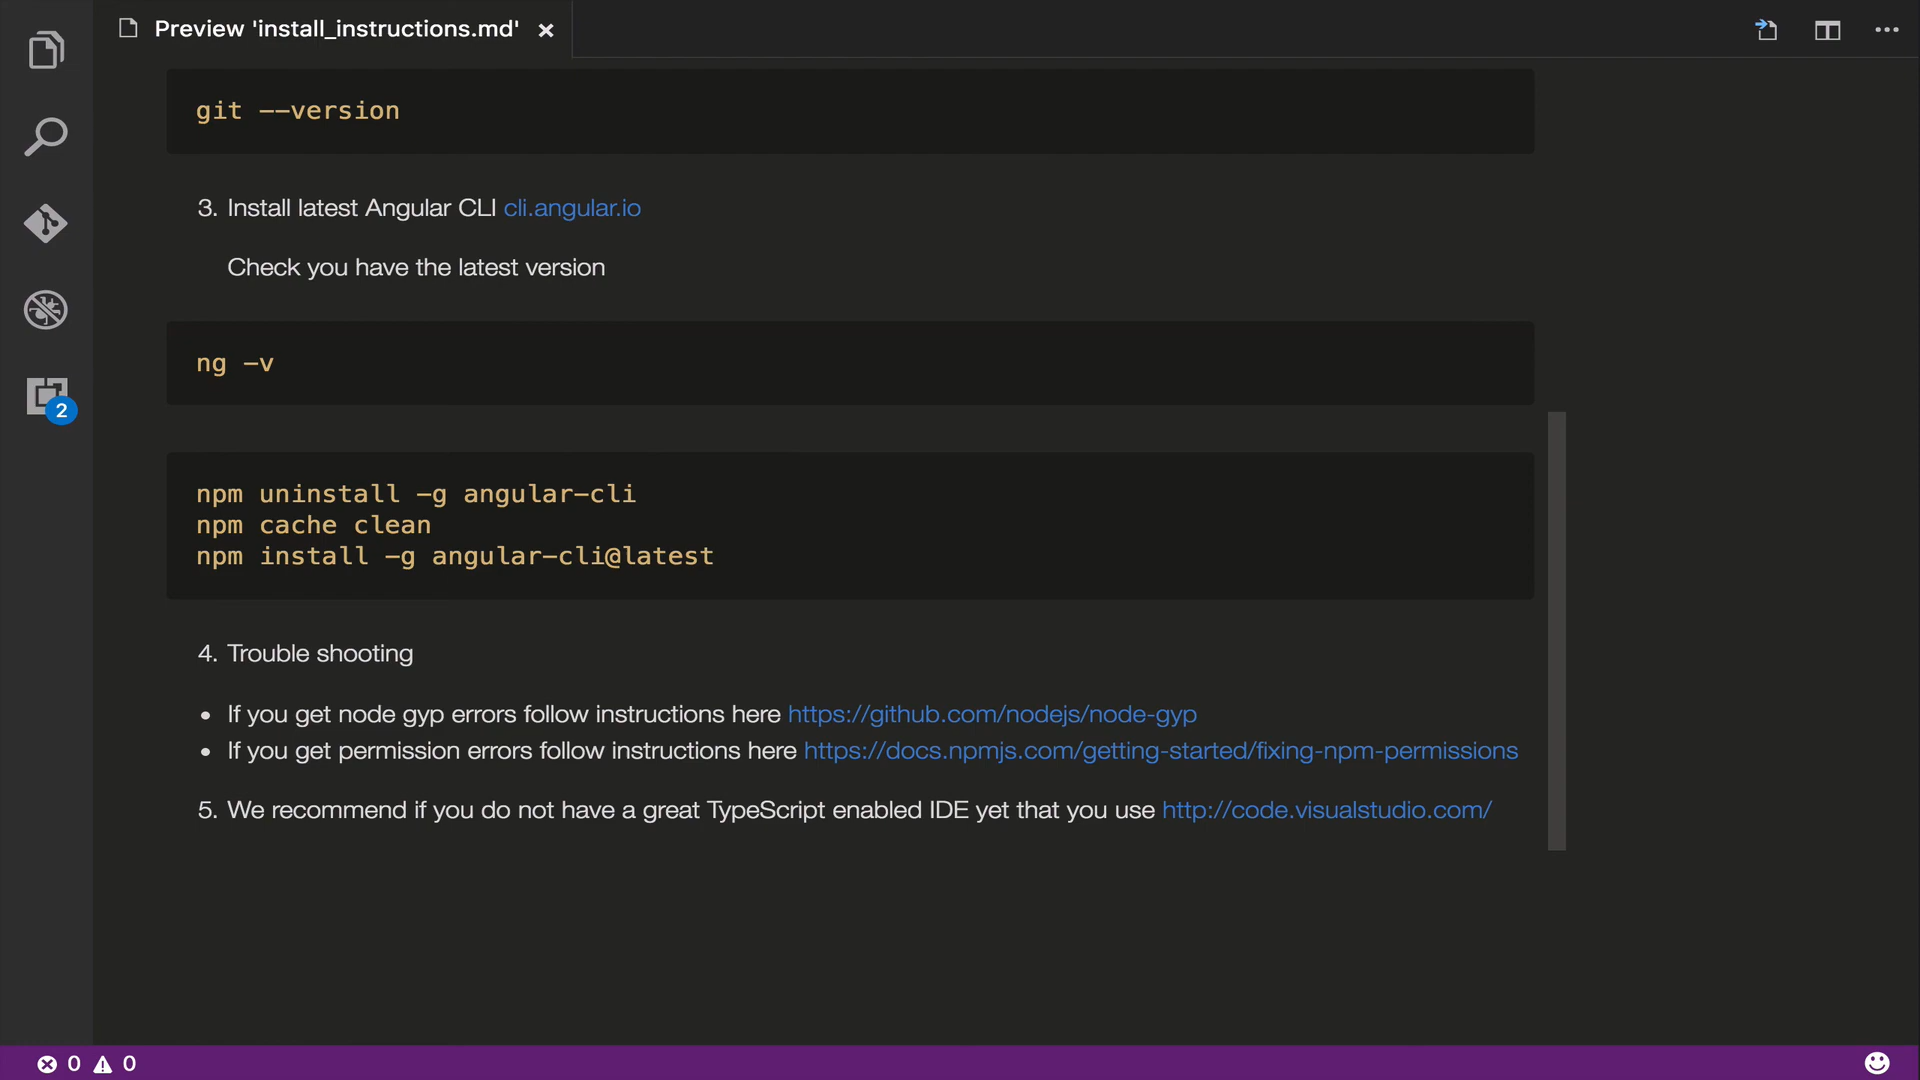 Preview 'install_instructions.md'
git --version
3. Install latest Angular CLI cli.angular.io
Check you have the latest version
ng -v
2
npm uninstall -g angular-cli
npm cache clean
npm install -g angular-cli@latest
4. Trouble shooting
• If you get node gyp errors follow instructions here https://github.com/nodejs/node-gyp
• If you get permission errors follow instructions here https://docs.npmjs.com/getting-started/fixing-npm-permissions
5. We recommend if you do not have a great TypeScript enabled IDE yet that you use http://code.visualstudio.com/
0 0